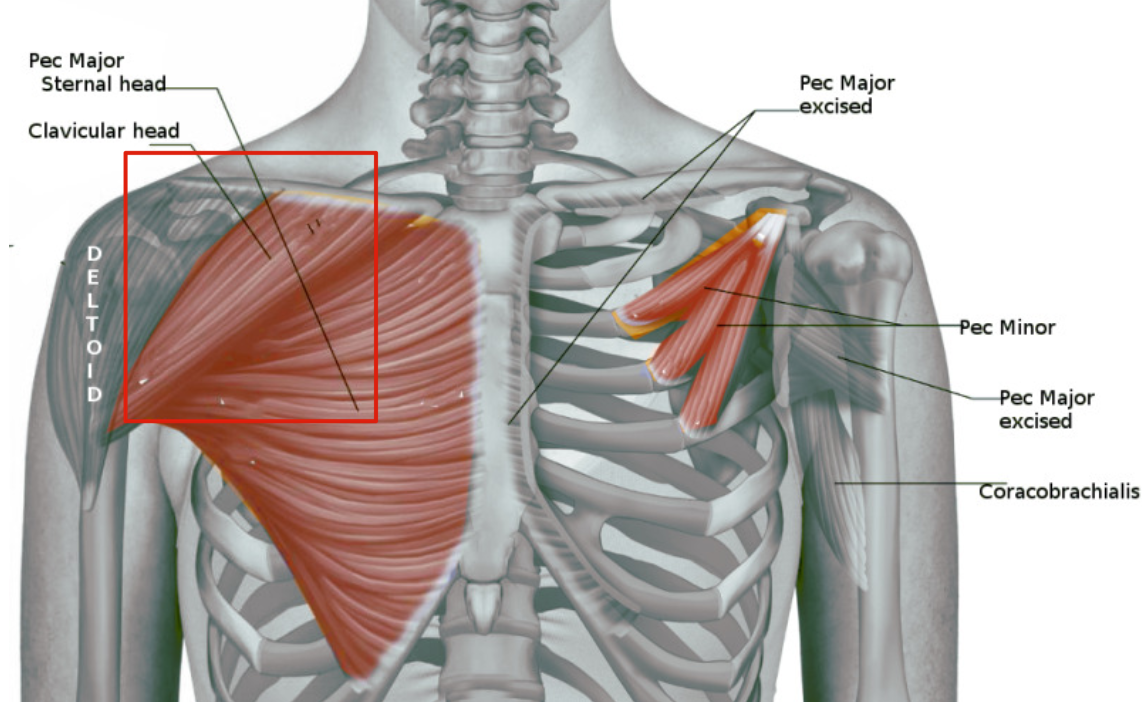 Pec Major
Sternal head
Clavicular head
DELTOID
Pec Major
excised
Pec Minor
Pec Major
excised
Coracobrachialis